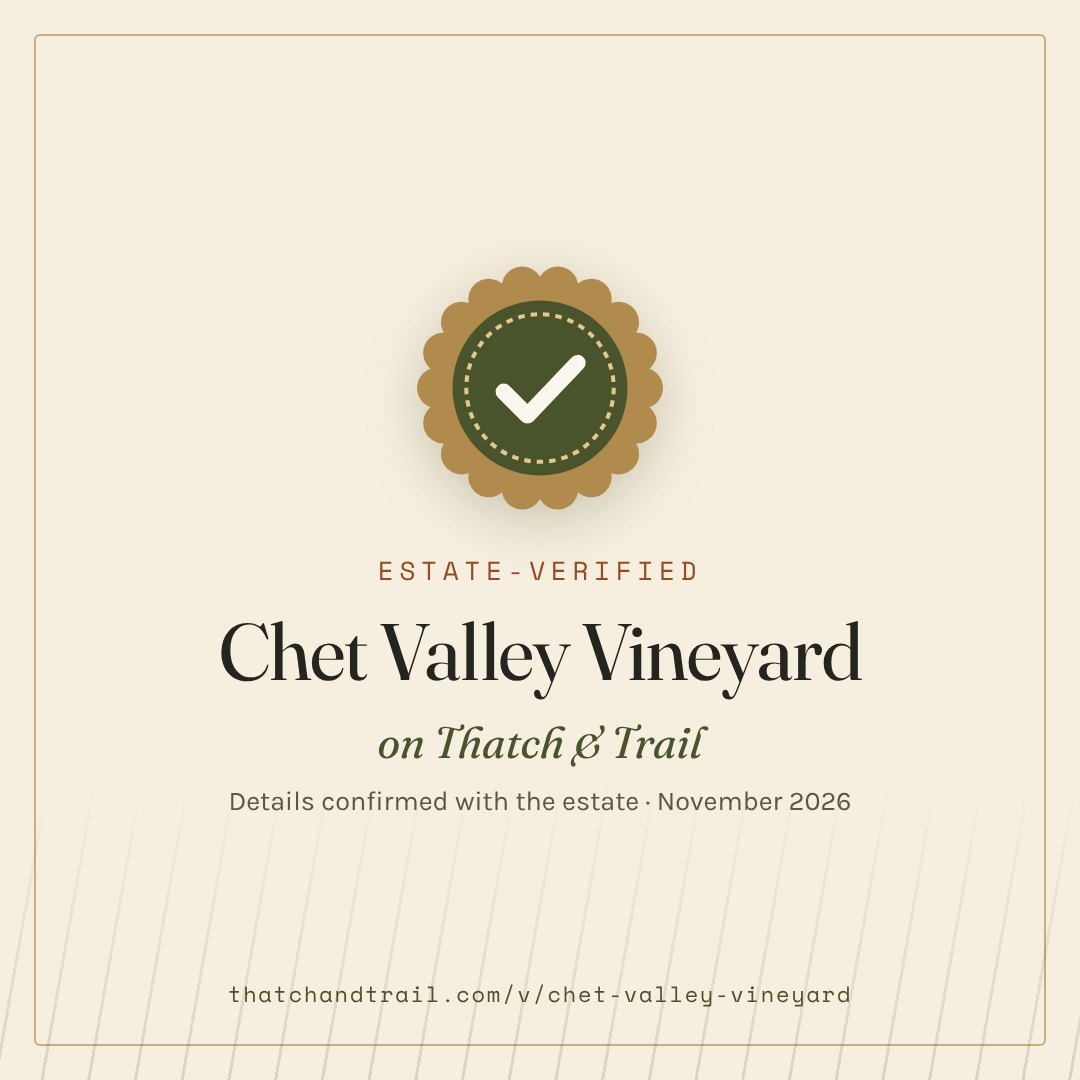 ESTATE-VERIFIED
Chet Valley Vineyard
on Thatch & Trail
Details confirmed with the estate · November 2026
thatchandtrail.com/v/chet-valley-vineyard